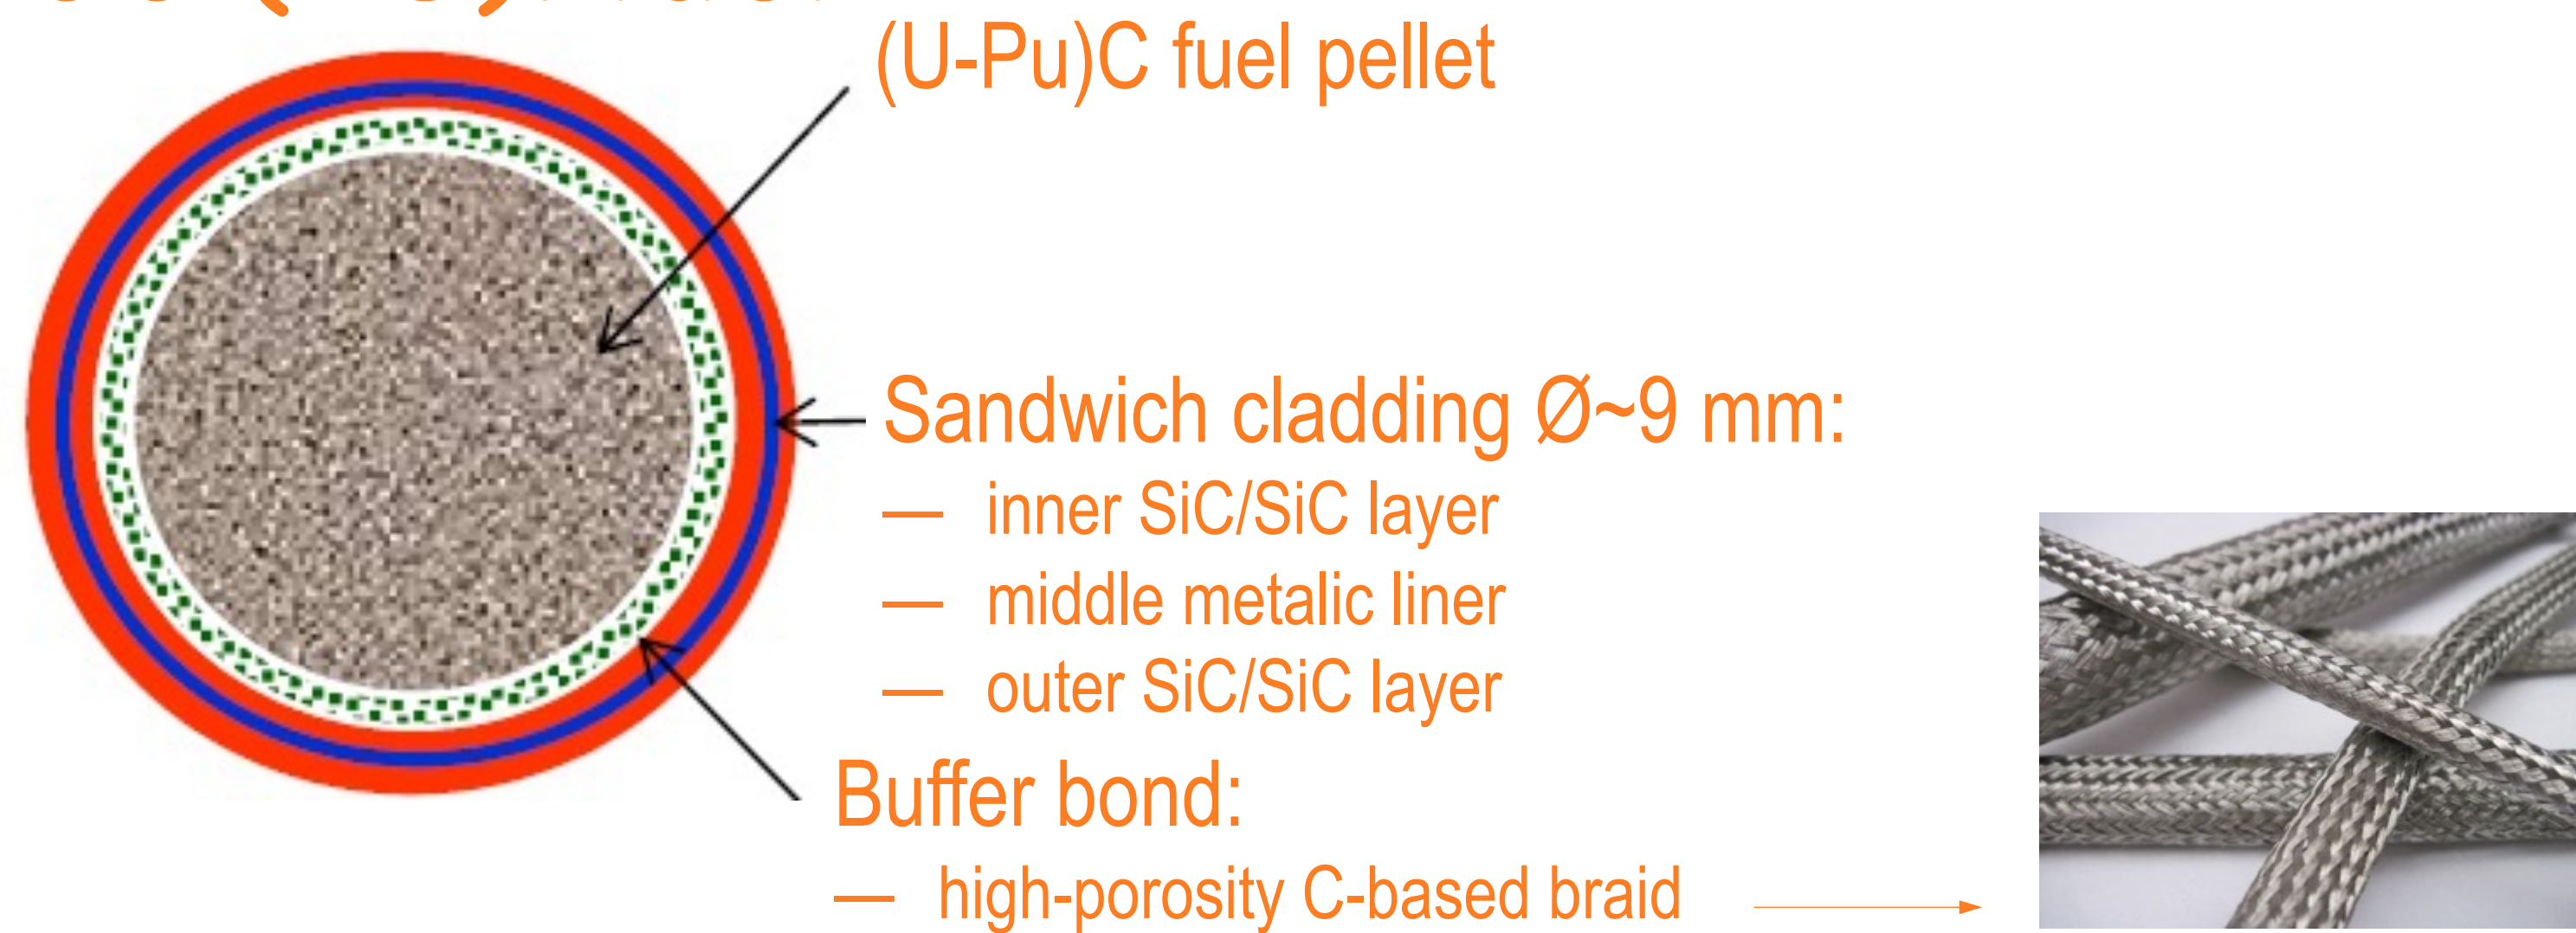 (U-Pu)C fuel pellet
Sandwich cladding Ø~9 mm:
— inner SiC/SiC layer
— middle metalic liner
— outer SiC/SiC layer
Buffer bond:
— high-porosity C-based braid